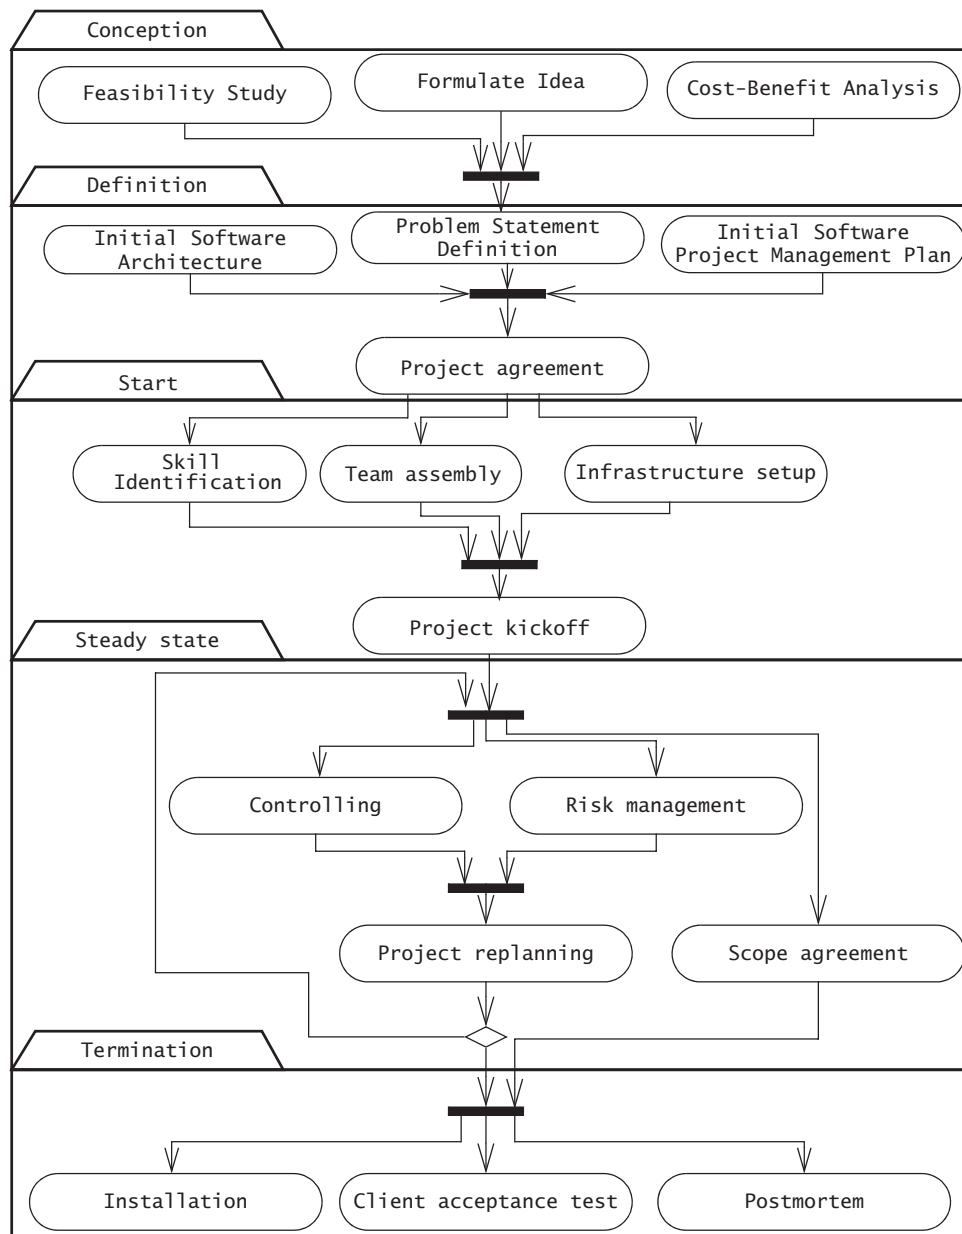 Conception
Feasibility Study
Formulate Idea
Cost-Benefit Analysis
Definition
Initial Software
Architecture
Problem Statement
Definition
Initial Software
Project Management Plan
Project agreement
Start
Skill
Identification
Team assembly
Infrastructure setup
Project kickoff
Steady state
Controlling
Risk management
Project replanning
Scope agreement
Termination
Installation
Client acceptance test
Postmortem